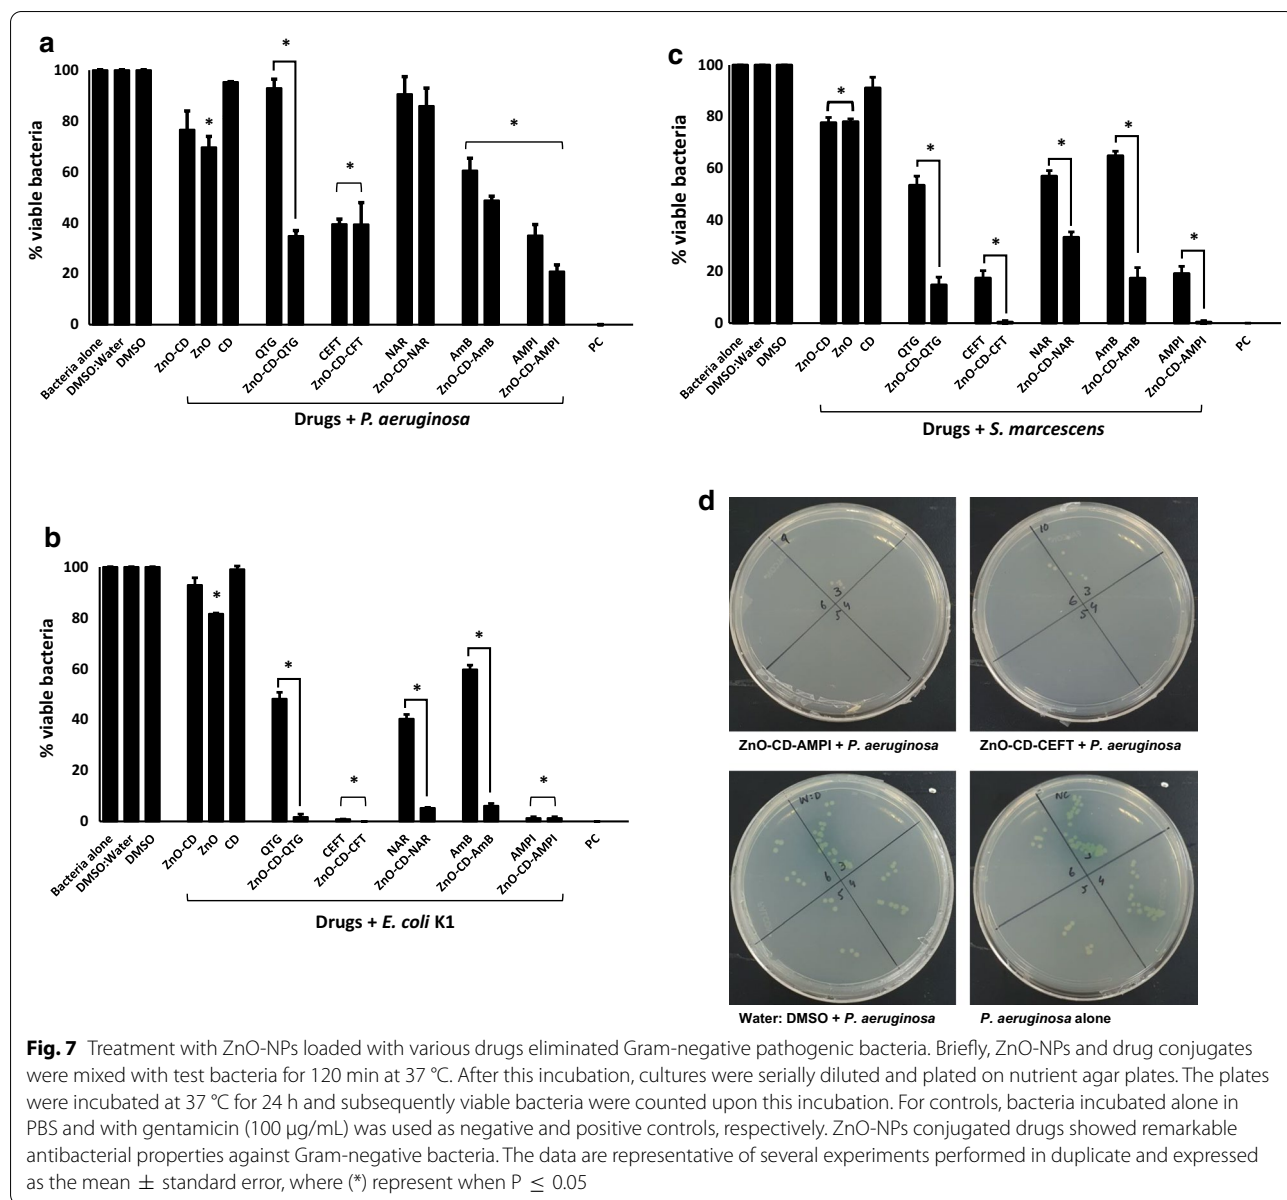 a
% viable bacteria
100
80
60
40
20
0
*
*
*
*
Bacteria alone
DMSO:Water
DMSO
ZnO-CD
ZnO
CD
QTG
ZnO-CD-QTG
CEFT
ZnO-CD-CFT
NAR
ZnO-CD-NAR
AmB
ZnO-CD-AmB
AMPI
ZnO-CD-AMPI
PC
Drugs + P. aeruginosa
c
% viable bacteria
100
80
60
40
20
0
*
*
*
*
*
*
Bacteria alone
DMSO:Water
DMSO
ZnO-CD
ZnO
CD
QTG
ZnO-CD-QTG
CEFT
ZnO-CD-CFT
NAR
ZnO-CD-NAR
AmB
ZnO-CD-AmB
AMPI
ZnO-CD-AMPI
PC
Drugs + S. marcescens
b
% viable bacteria
100
80
60
40
20
0
*
*
*
*
*
*
Bacteria alone
DMSO:Water
DMSO
ZnO-CD
ZnO
CD
QTG
ZnO-CD-QTG
CEFT
ZnO-CD-CFT
NAR
ZnO-CD-NAR
AmB
ZnO-CD-AmB
AMPI
ZnO-CD-AMPI
PC
Drugs + E. coli K1
d
3
6 4
5
10
3
6 4
5
ZnO-CD-AMPI + P. aeruginosa
ZnO-CD-CEFT + P. aeruginosa
W:D
3
6 4
5
NC
6 4
5
Water: DMSO + P. aeruginosa
P. aeruginosa alone
Fig. 7 Treatment with ZnO-NPs loaded with various drugs eliminated Gram-negative pathogenic bacteria. Briefly, ZnO-NPs and drug conjugates
were mixed with test bacteria for 120 min at 37 °C. After this incubation, cultures were serially diluted and plated on nutrient agar plates. The plates
were incubated at 37 °C for 24 h and subsequently viable bacteria were counted upon this incubation. For controls, bacteria incubated alone in
PBS and with gentamicin (100 µg/mL) was used as negative and positive controls, respectively. ZnO-NPs conjugated drugs showed remarkable
antibacterial properties against Gram-negative bacteria. The data are representative of several experiments performed in duplicate and expressed
as the mean ± standard error, where (*) represent when P ≤ 0.05